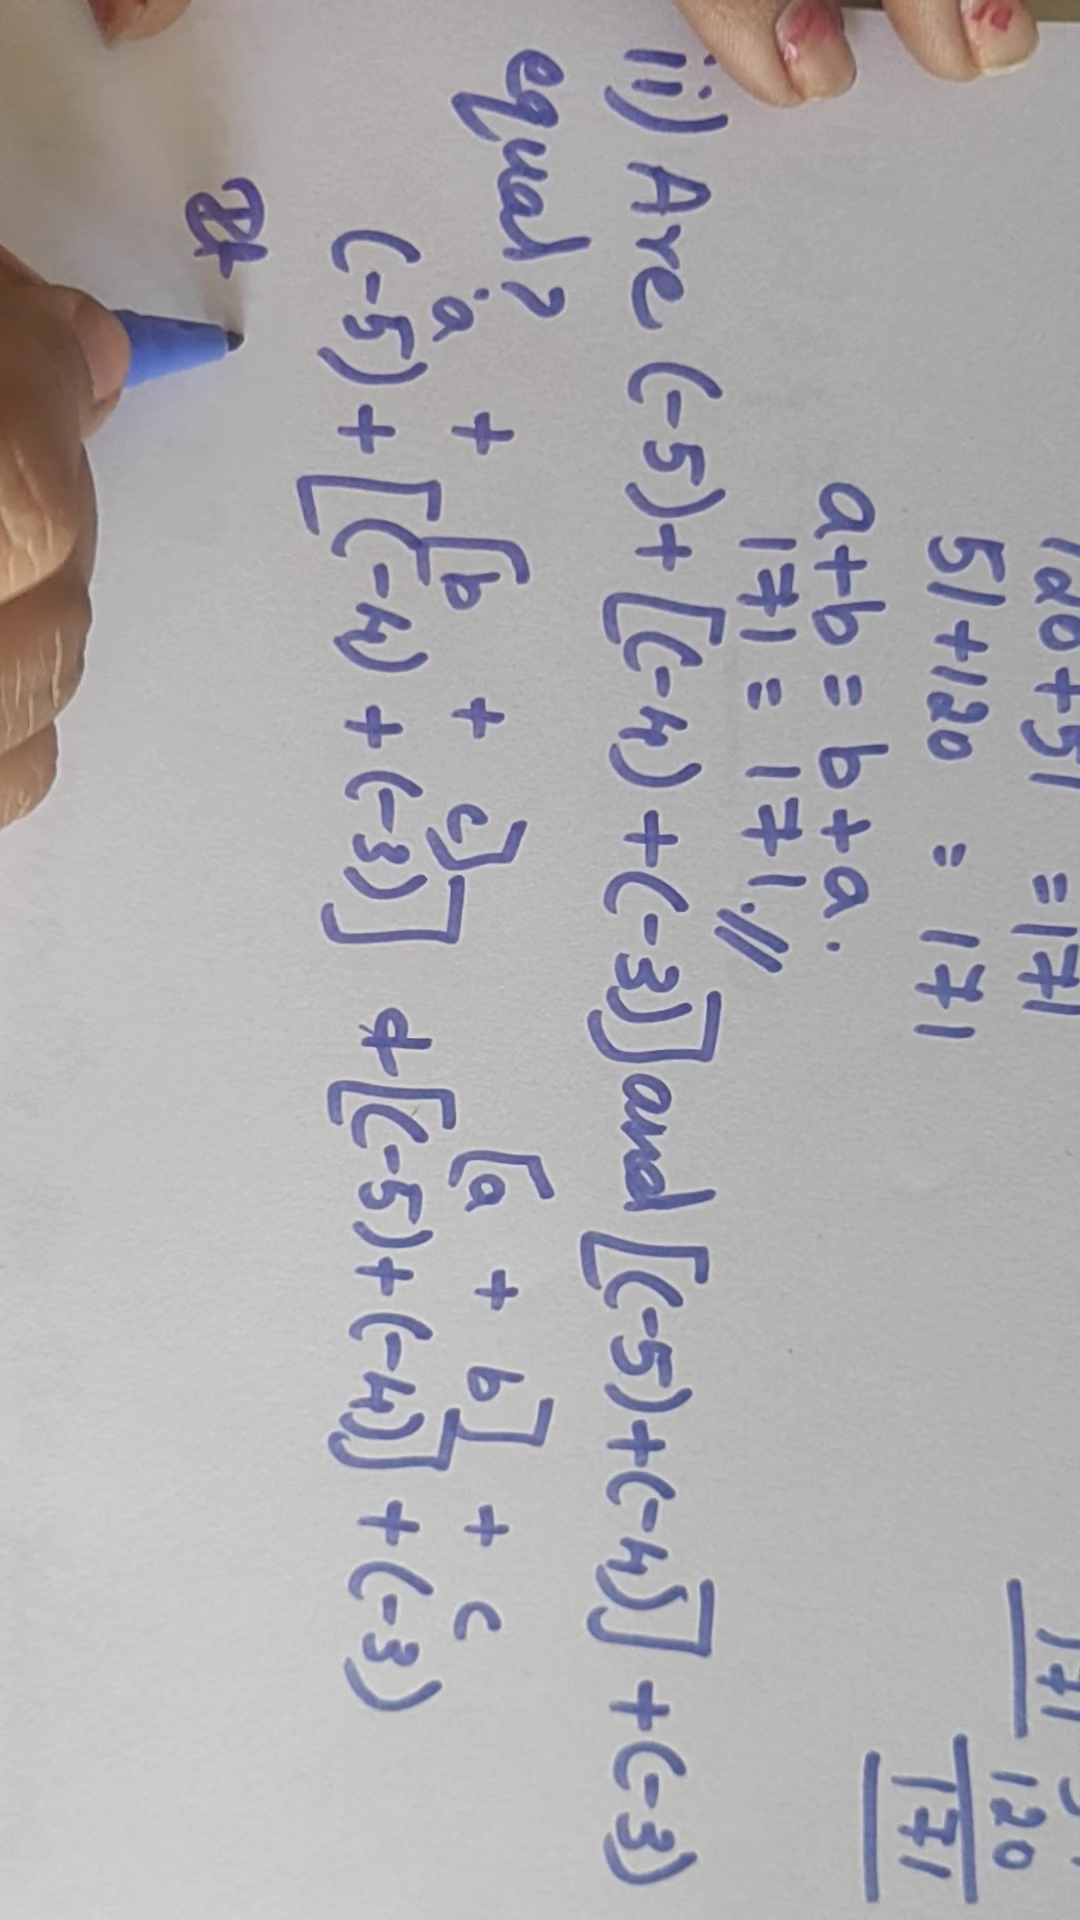 120 + 51 = 171
51 + 120 = 171
171
120
171
a + b = b + a.
171 = 171.//
ii) Are (-5) + [(-4) + (-3)] and [(-5) + (-4)] + (-3)
equal?
a + [b + c] [a + b] + c
(-5) + [(-4) + (-3)] & [(-5) + (-4)] + (-3)